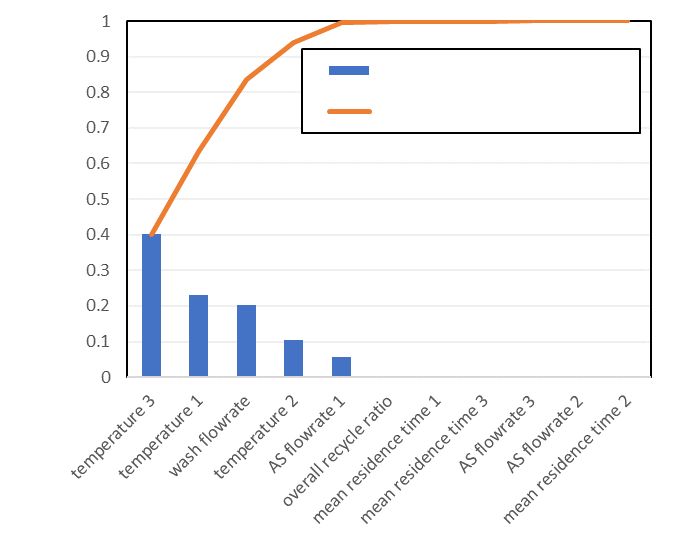 1
0.9
0.8
0.7
0.6
0.5
0.4
0.3
0.2
0.1
0
temperature 3
temperature 1
wash flowrate
temperature 2
AS flowrate 1
overall recycle ratio
mean residence time 1
mean residence time 3
AS flowrate 3
AS flowrate 2
mean residence time 2